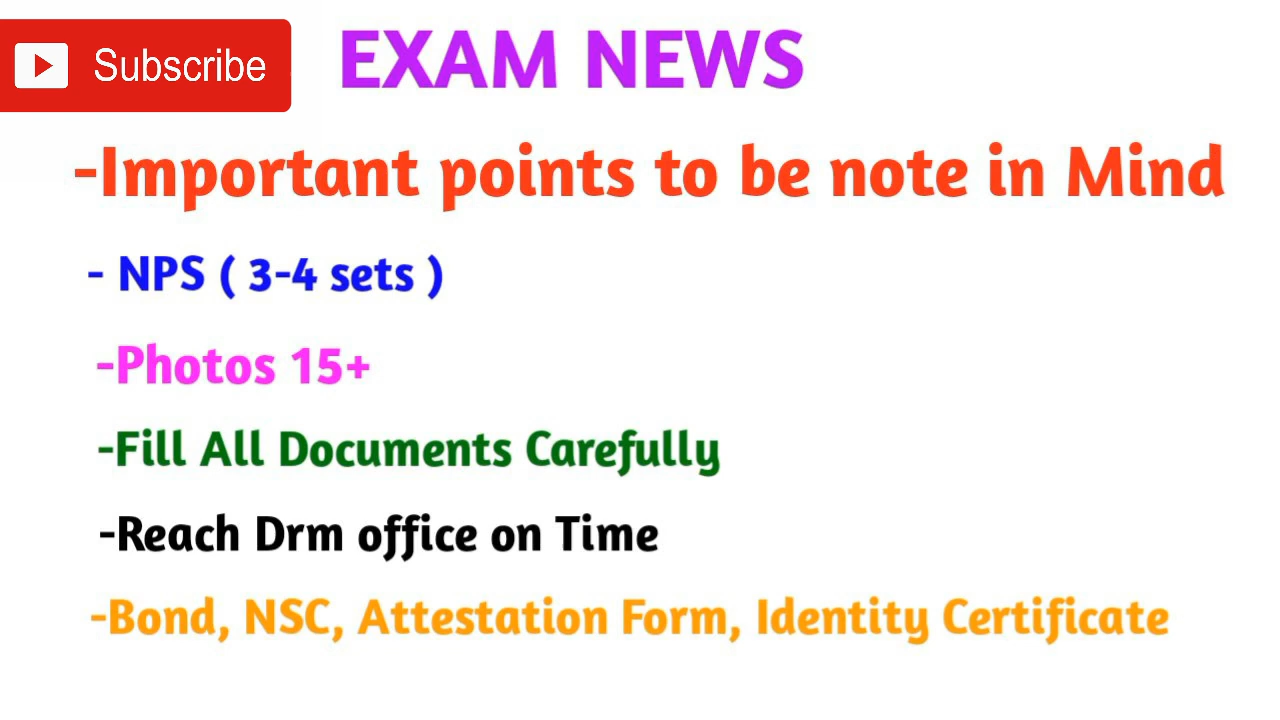 Subscribe
EXAM NEWS
-Important points to be note in Mind
- NPS ( 3-4 sets )
-Photos 15+
-Fill All Documents Carefully
-Reach Drm office on Time
-Bond, NSC, Attestation Form, Identity Certificate